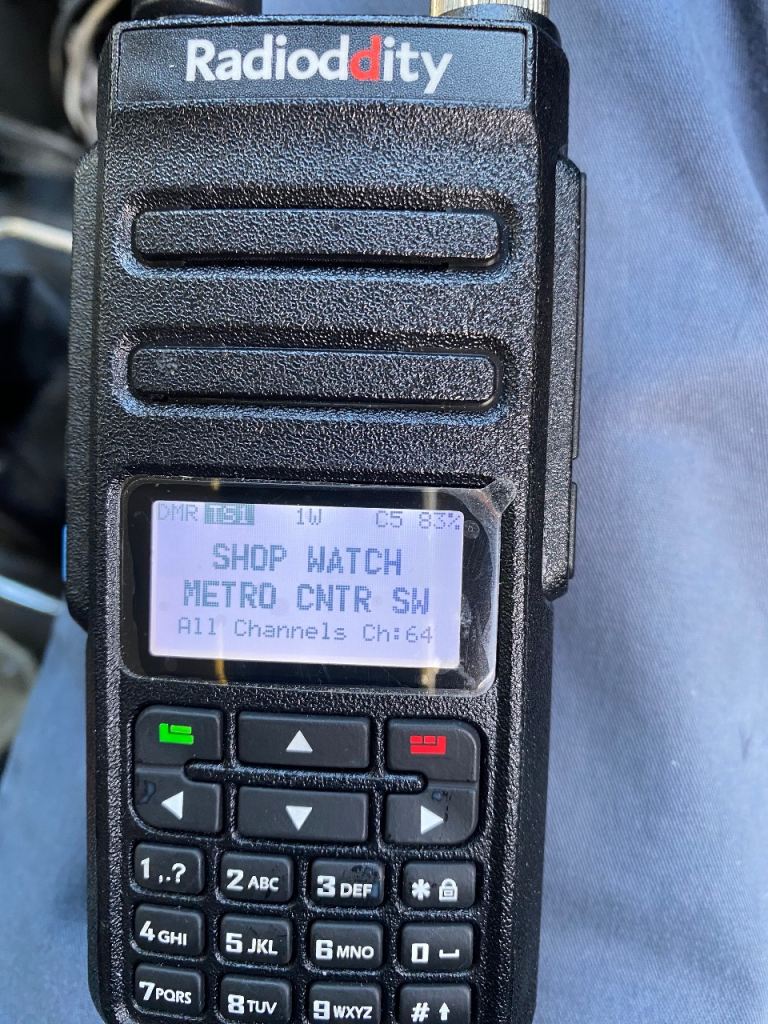 Radioddity
DMR TS1 1W C5 83%
SHOP WATCH
METRO CNTR SW
All Channels Ch:64
1,.? 2 ABC 3 DEF *
4 GHI 5 JKL 6 MNO 0
7 PQRS 8 TUV 9 WXYZ #